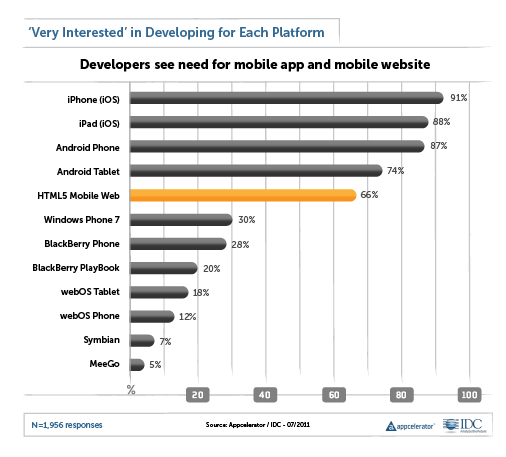 'Very Interested' in Developing for Each Platform
Developers see need for mobile app and mobile website
iPhone (iOS) 91%
iPad (iOS) 88%
Android Phone 87%
Android Tablet 74%
HTML5 Mobile Web 66%
Windows Phone 7 30%
BlackBerry Phone 28%
BlackBerry PlayBook 20%
webOS Tablet 18%
webOS Phone 12%
Symbian 7%
MeeGo 5%
% 20 40 60 80 100
N=1,956 responses
Source: Appcelerator / IDC - 07/2011
appcelerator
IDC